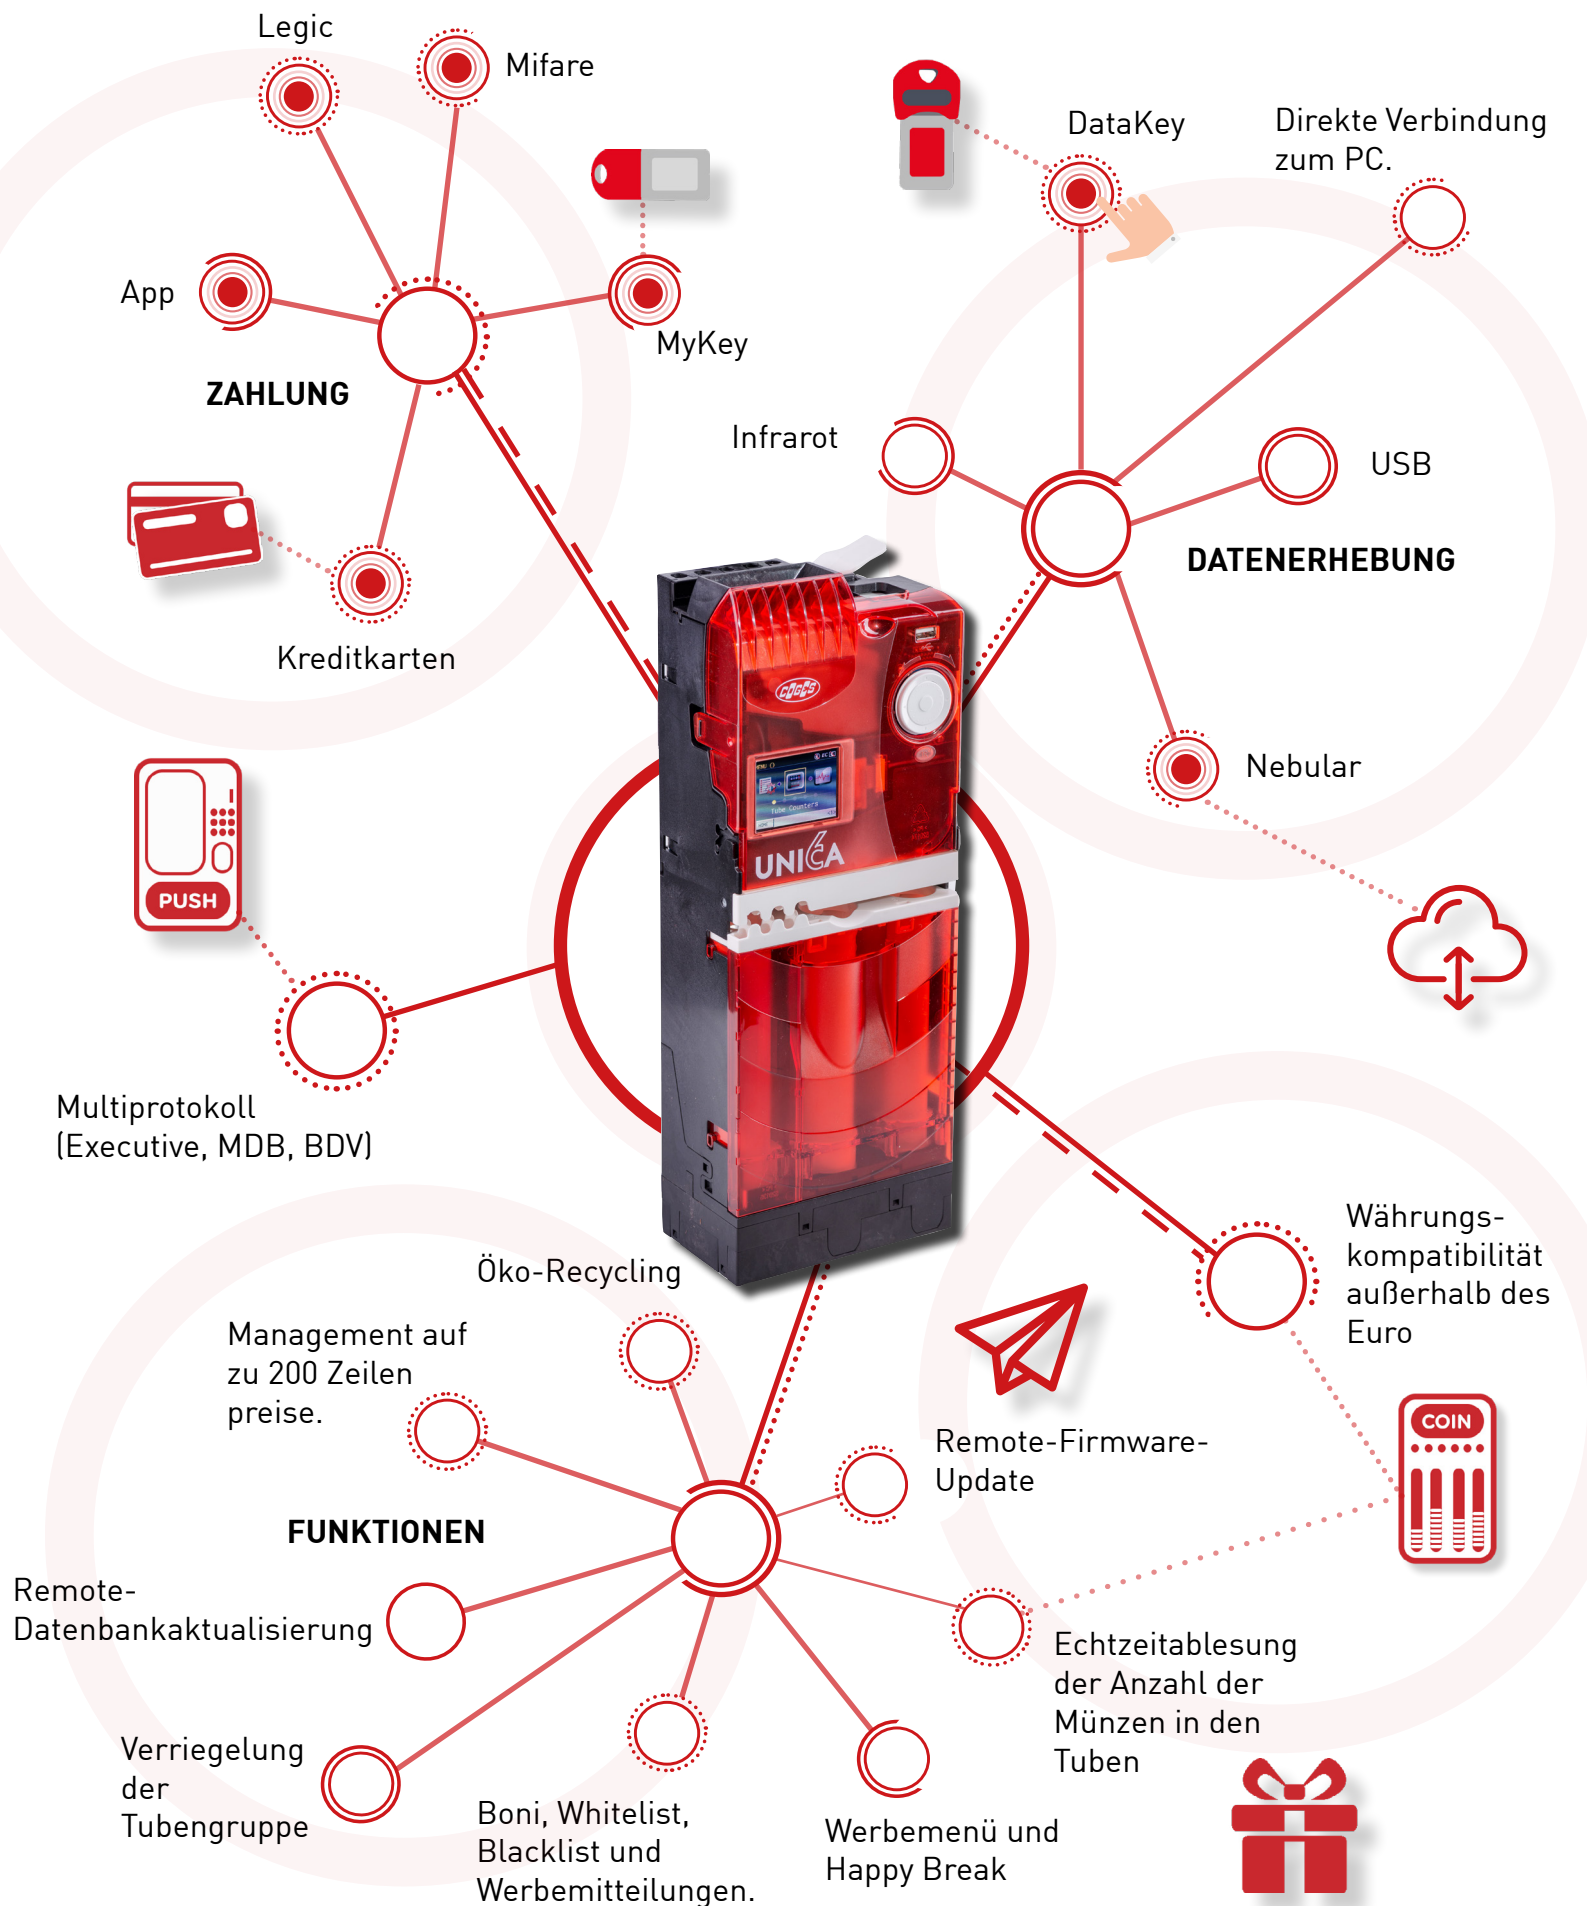 Legic
Mifare
App
MyKey
ZAHLUNG
Kreditkarten
DataKey
Direkte Verbindung
zum PC.
Infrarot
USB
DATENERHEBUNG
Nebular
COGES
MENU
Tube Counters
UNICA
PUSH
Multiprotokoll
(Executive, MDB, BDV)
Währungs-
kompatibilität
außerhalb des
Euro
COIN
Öko-Recycling
Management auf
zu 200 Zeilen
preise.
Remote-Firmware-
Update
FUNKTIONEN
Remote-
Datenbankaktualisierung
Echtzeitablesung
der Anzahl der
Münzen in den
Tuben
Verriegelung
der
Tubengruppe
Boni, Whitelist,
Blacklist und
Werbemitteilungen.
Werbemenü und
Happy Break